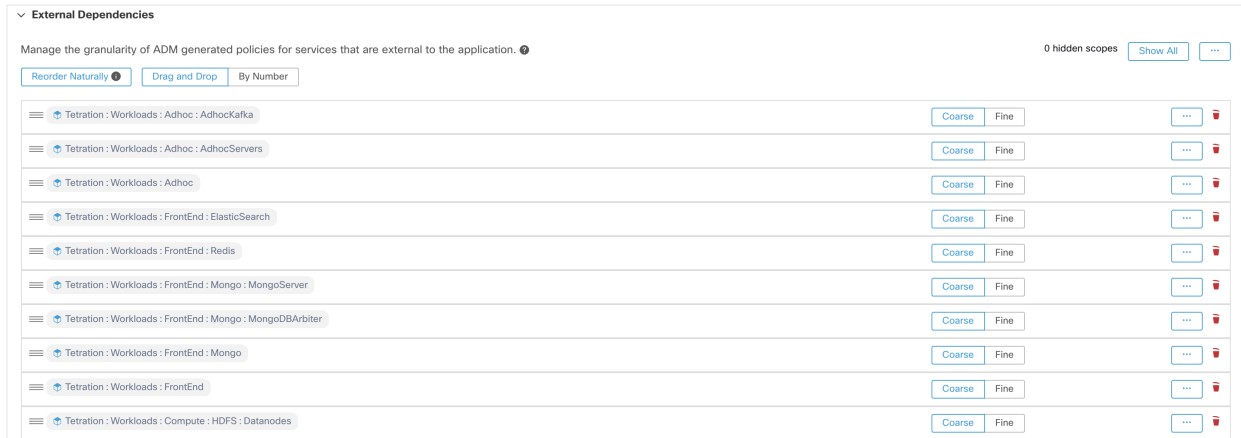 External Dependencies
Manage the granularity of ADM generated policies for services that are external to the application. ?
0 hidden scopes Show All ...
Reorder Naturally i Drag and Drop By Number
Tetration : Workloads : Adhoc : AdhocKafka Coarse Fine ...
Tetration : Workloads : Adhoc : AdhocServers Coarse Fine ...
Tetration : Workloads : Adhoc Coarse Fine ...
Tetration : Workloads : FrontEnd : ElasticSearch Coarse Fine ...
Tetration : Workloads : FrontEnd : Redis Coarse Fine ...
Tetration : Workloads : FrontEnd : Mongo : MongoServer Coarse Fine ...
Tetration : Workloads : FrontEnd : Mongo : MongoDBArbiter Coarse Fine ...
Tetration : Workloads : FrontEnd : Mongo Coarse Fine ...
Tetration : Workloads : FrontEnd Coarse Fine ...
Tetration : Workloads : Compute : HDFS : Datanodes Coarse Fine ...